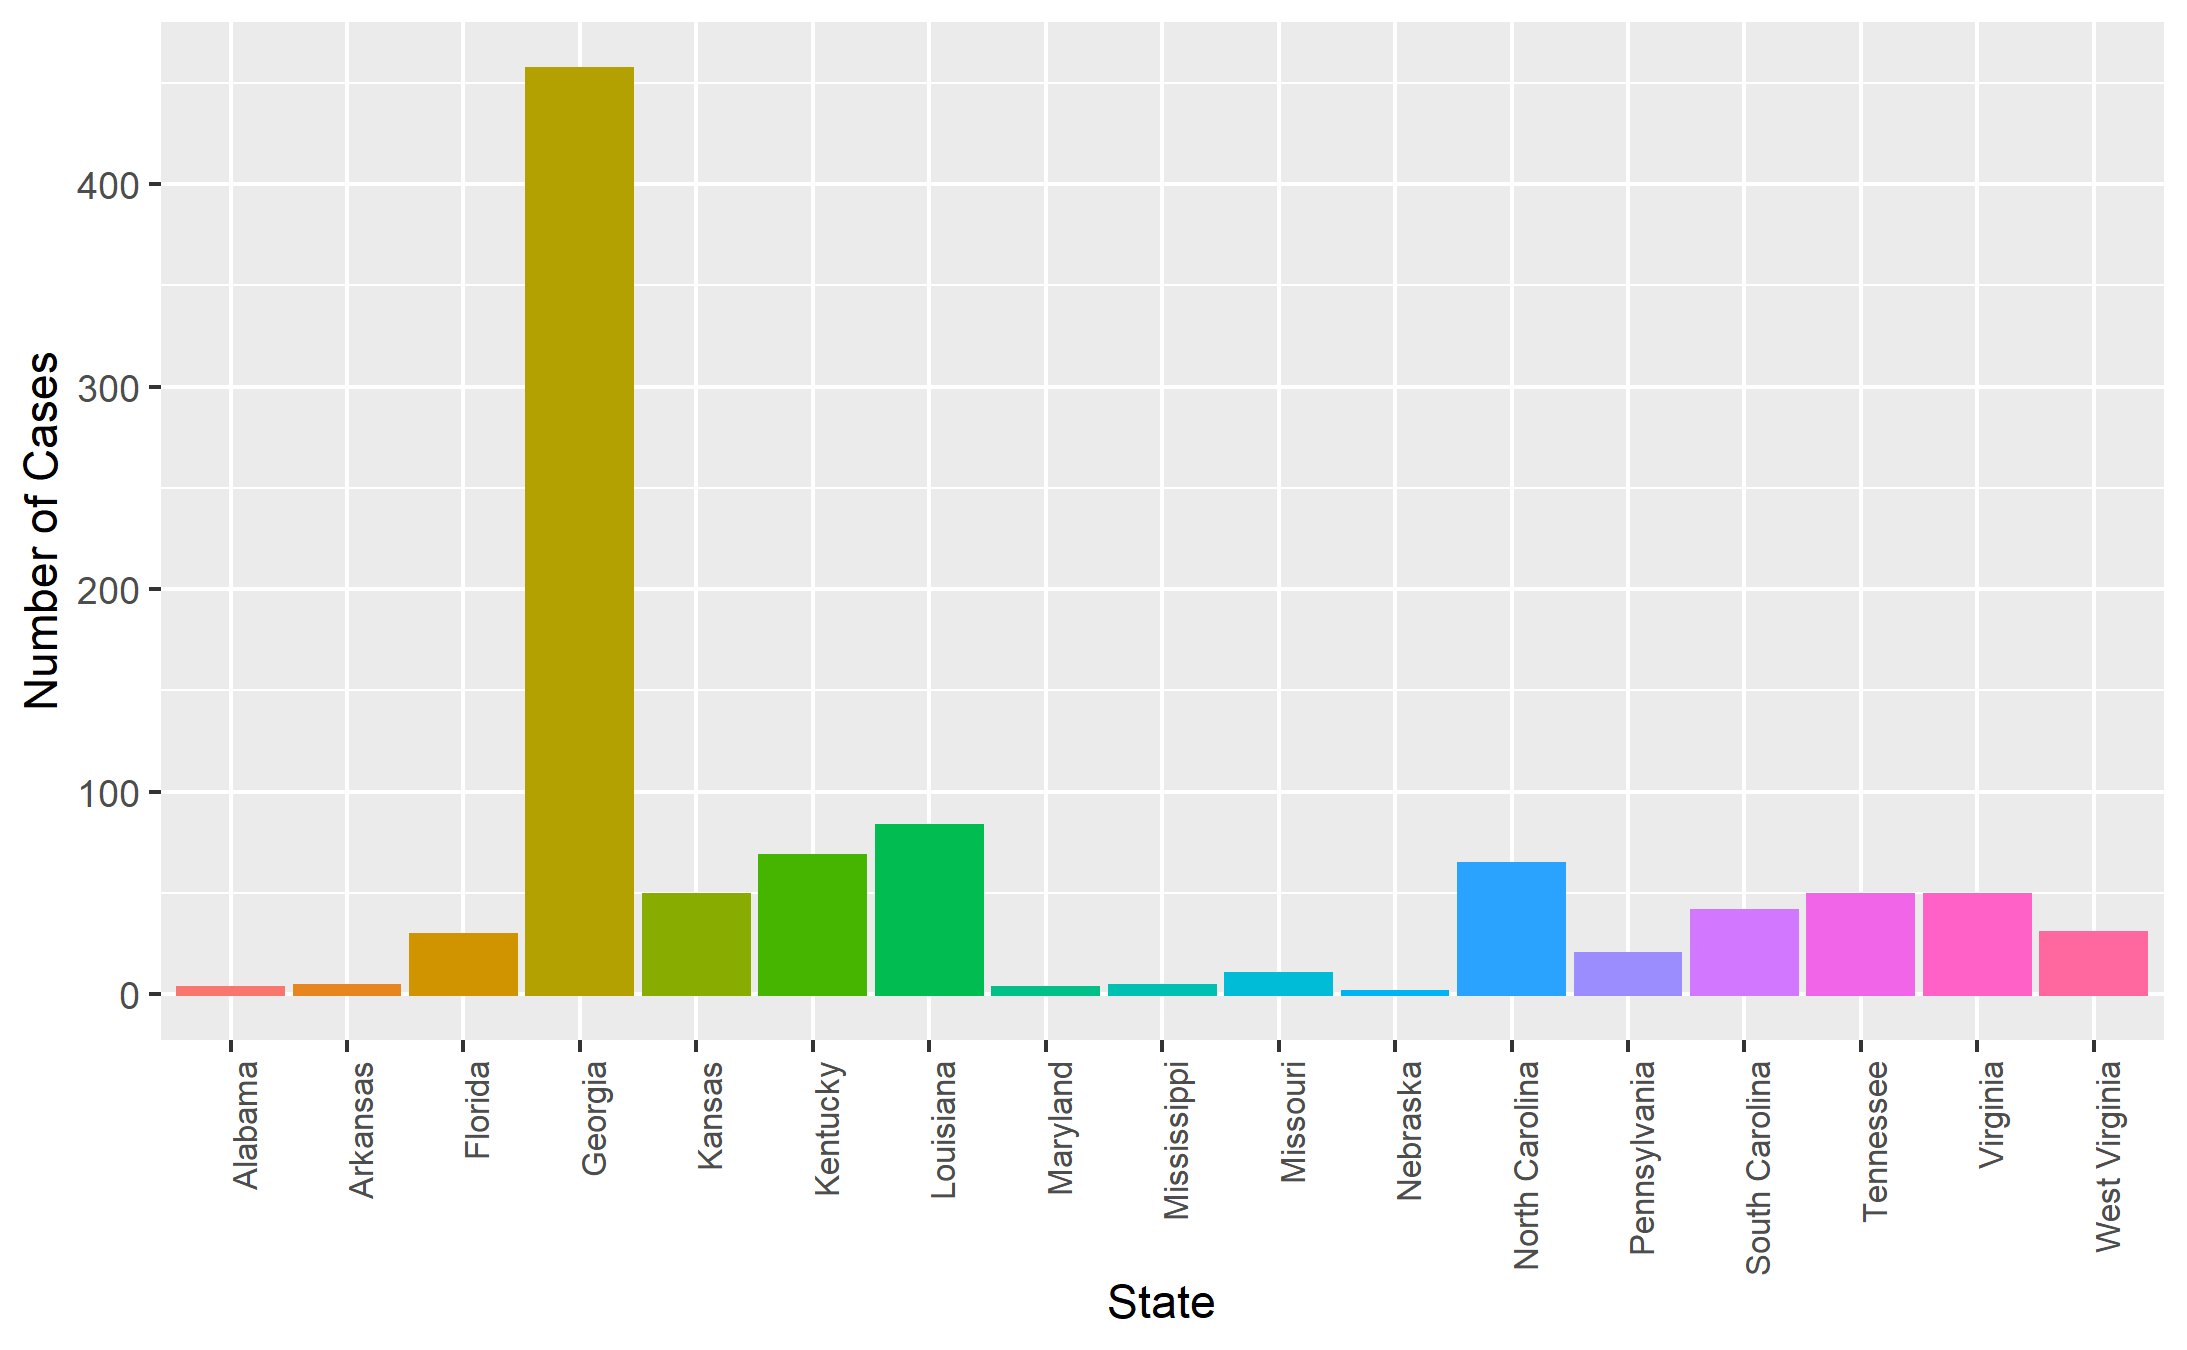 Number of Cases
400
300
200
100
0
Alabama
Arkansas
Florida
Georgia
Kansas
Kentucky
Louisiana
Maryland
Mississippi
Missouri
Nebraska
North Carolina
Pennsylvania
South Carolina
Tennessee
Virginia
West Virginia
State